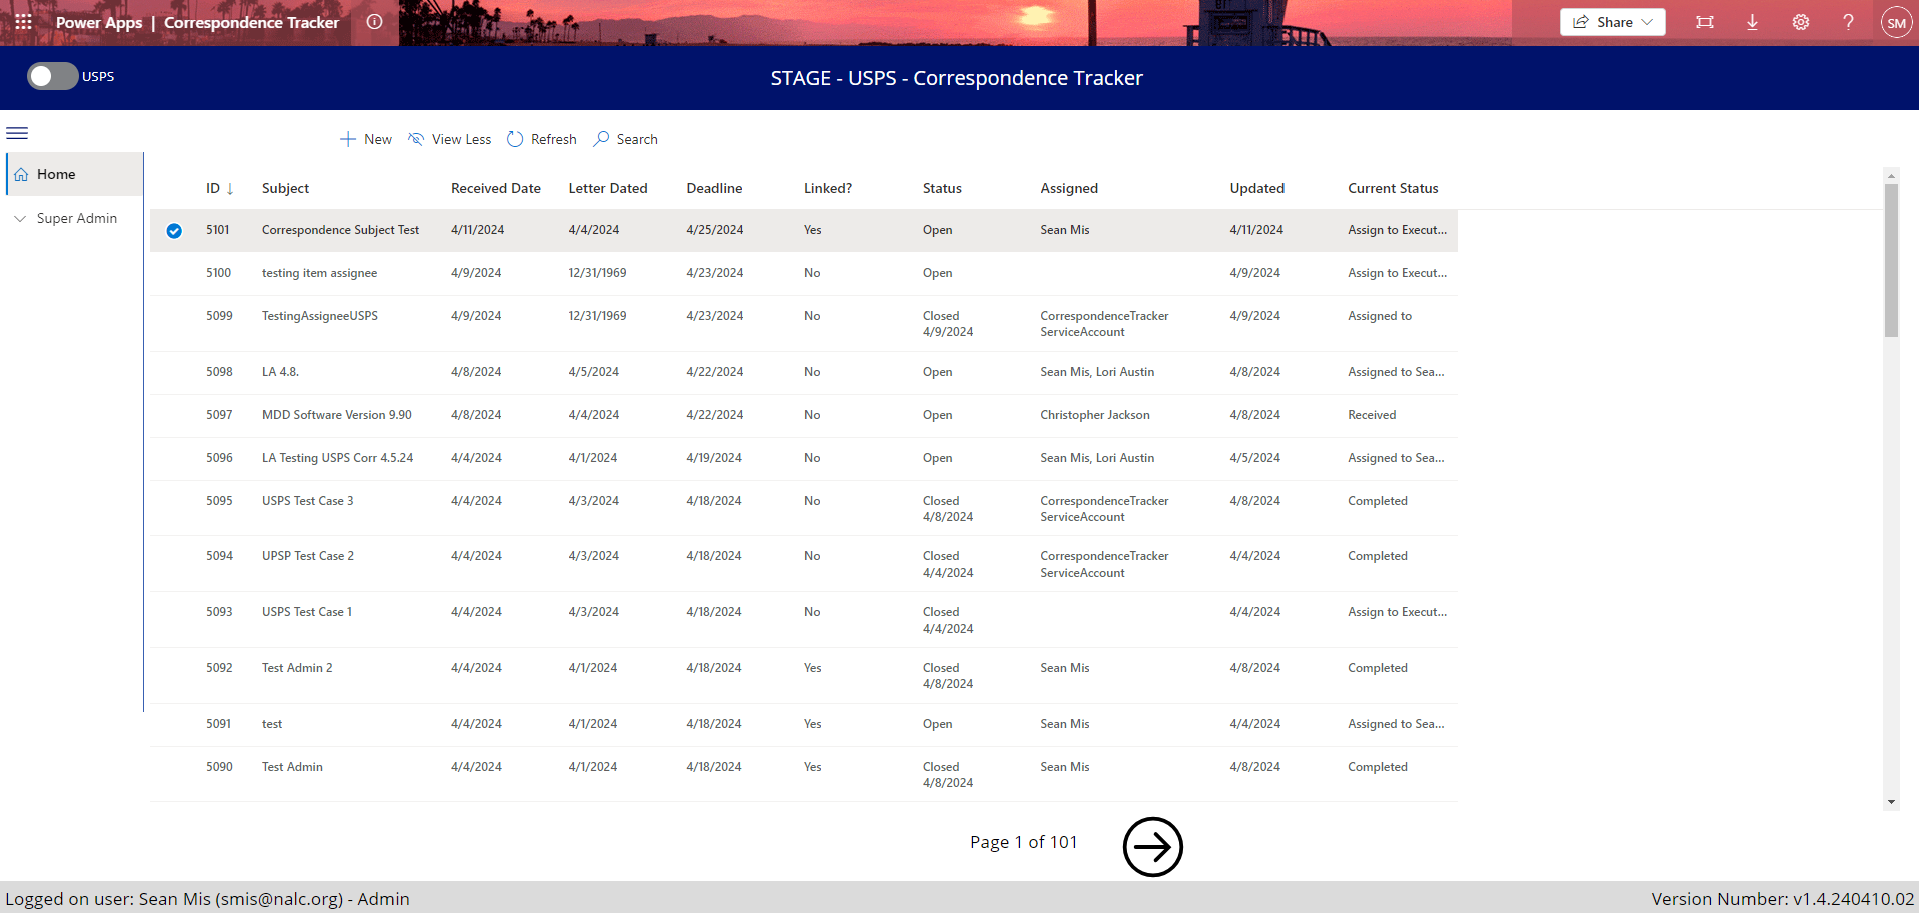 Power Apps | Correspondence Tracker
Share
SM
USPS
STAGE - USPS - Correspondence Tracker
New View Less Refresh Search
Home
Super Admin
ID Subject Received Date Letter Dated Deadline Linked? Status Assigned Updated Current Status
5101 Correspondence Subject Test 4/11/2024 4/4/2024 4/25/2024 Yes Open Sean Mis 4/11/2024 Assign to Execut...
5100 testing item assignee 4/9/2024 12/31/1969 4/23/2024 No Open 4/9/2024 Assign to Execut...
5099 TestingAssigneeUSPS 4/9/2024 12/31/1969 4/23/2024 No Closed CorrespondenceTracker 4/9/2024 Assigned to
4/9/2024 ServiceAccount
5098 LA 4.8. 4/8/2024 4/5/2024 4/22/2024 No Open Sean Mis, Lori Austin 4/8/2024 Assigned to Sea...
5097 MDD Software Version 9.90 4/8/2024 4/4/2024 4/22/2024 No Open Christopher Jackson 4/8/2024 Received
5096 LA Testing USPS Corr 4.5.24 4/4/2024 4/1/2024 4/19/2024 No Open Sean Mis, Lori Austin 4/5/2024 Assigned to Sea...
5095 USPS Test Case 3 4/4/2024 4/3/2024 4/18/2024 No Closed CorrespondenceTracker 4/8/2024 Completed
4/8/2024 ServiceAccount
5094 UPSP Test Case 2 4/4/2024 4/3/2024 4/18/2024 No Closed CorrespondenceTracker 4/4/2024 Completed
4/4/2024 ServiceAccount
5093 USPS Test Case 1 4/4/2024 4/3/2024 4/18/2024 No Closed 4/4/2024 Assign to Execut...
4/4/2024
5092 Test Admin 2 4/4/2024 4/1/2024 4/18/2024 Yes Closed Sean Mis 4/8/2024 Completed
4/8/2024
5091 test 4/4/2024 4/1/2024 4/18/2024 Yes Open Sean Mis 4/4/2024 Assigned to Sea...
5090 Test Admin 4/4/2024 4/1/2024 4/18/2024 Yes Closed Sean Mis 4/8/2024 Completed
4/8/2024
Page 1 of 101
Logged on user: Sean Mis (smis@nalc.org) - Admin
Version Number: v1.4.240410.02